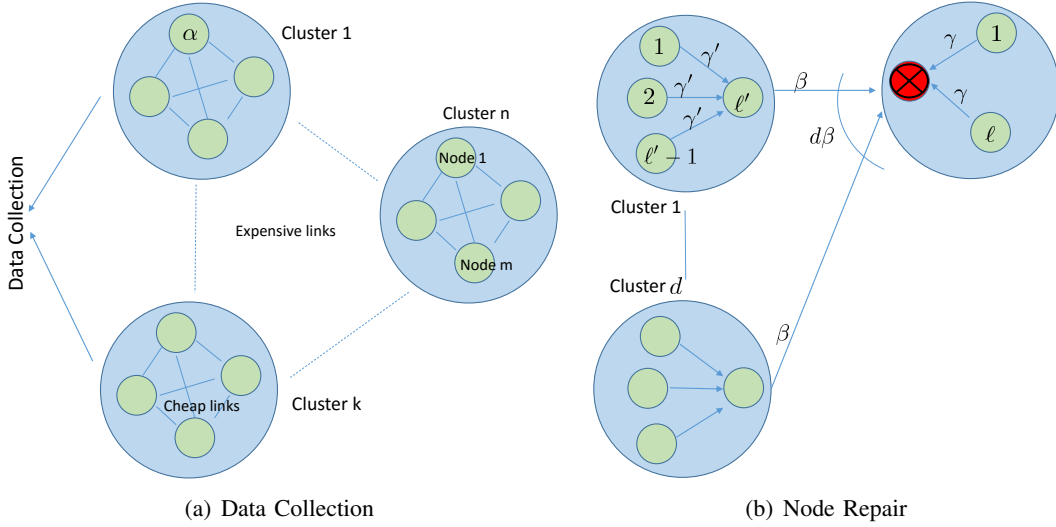 α
Cluster 1
Cluster n
Node 1
Node m
Expensive links
Data Collection
Cheap links
Cluster k
(a) Data Collection
1
γ′
2
γ′
ℓ′
γ′
ℓ′ − 1
β
dβ
1
γ
γ
ℓ
Cluster 1
Cluster d
β
(b) Node Repair